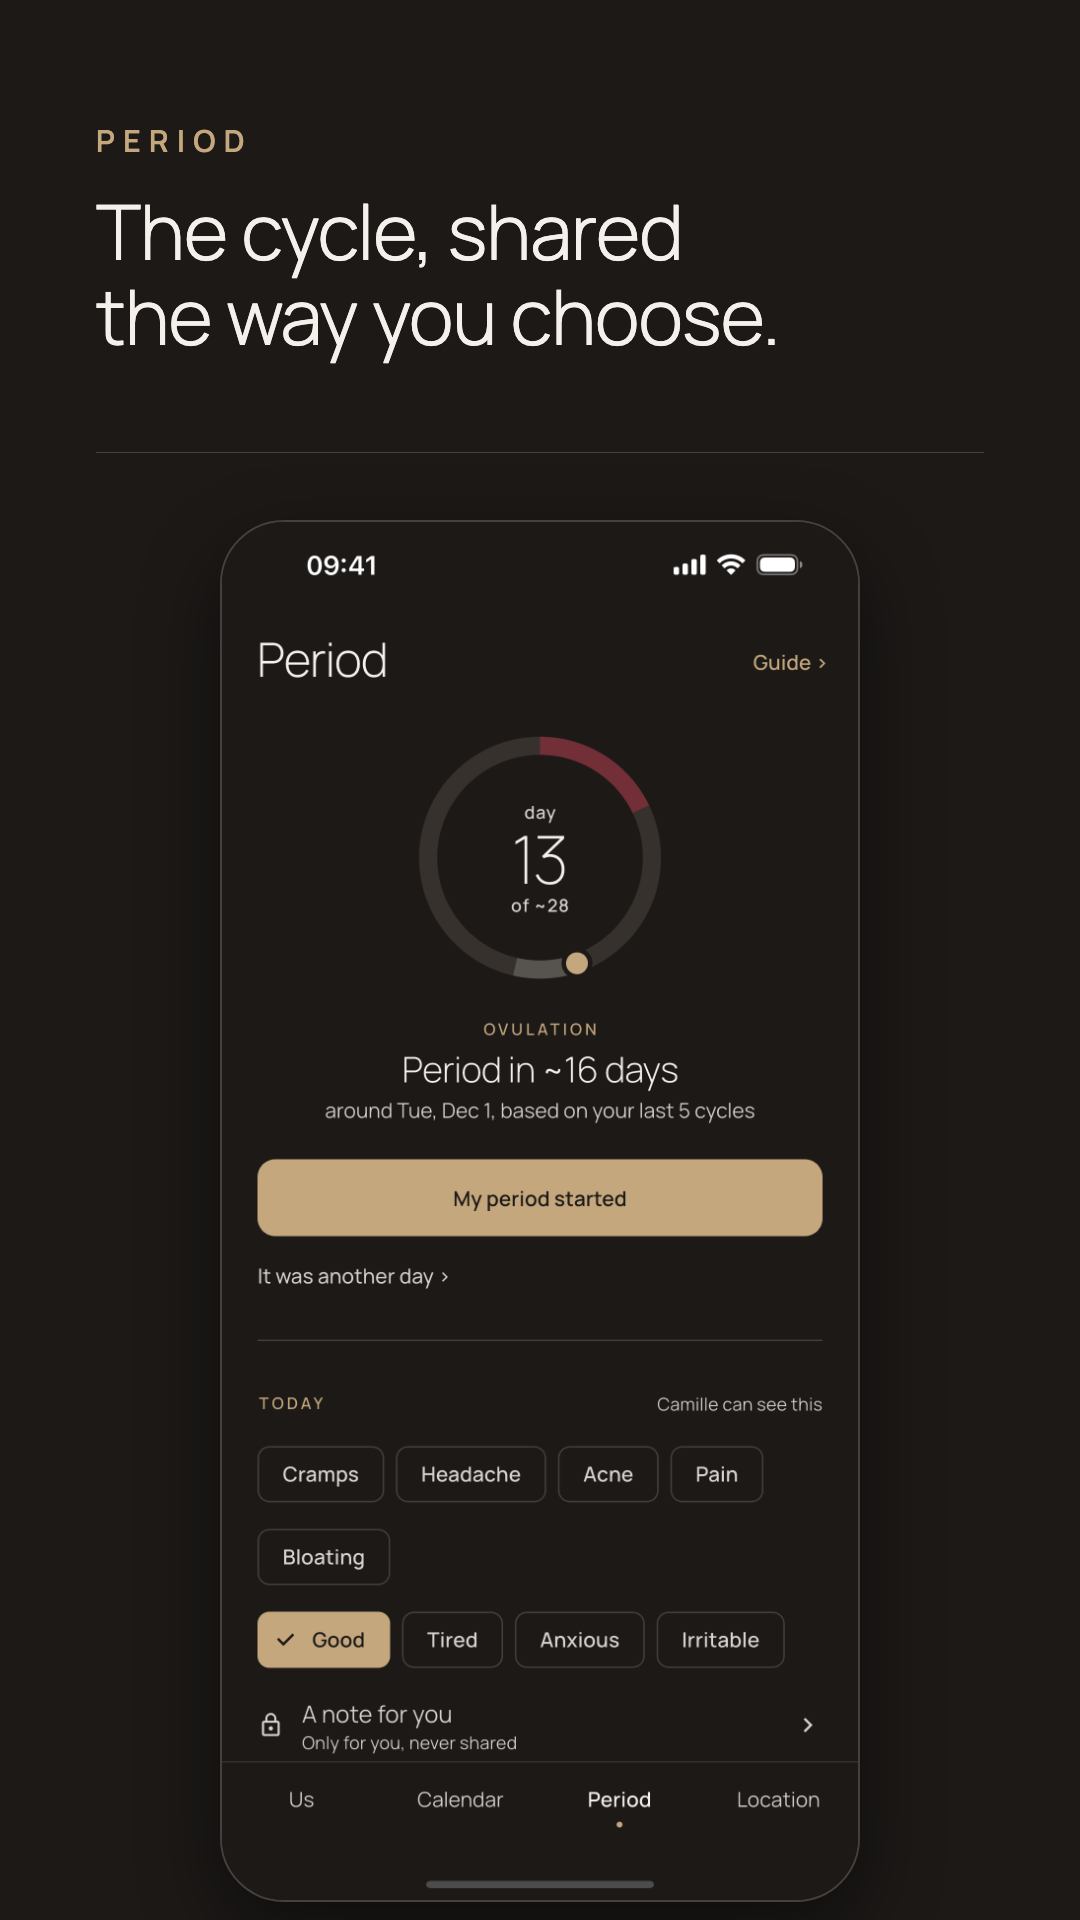 PERIOD
The cycle, shared
the way you choose.
09:41
Period
Guide ›
day
13
of ~28
OVULATION
Period in ~16 days
around Tue, Dec 1, based on your last 5 cycles
My period started
It was another day ›
TODAY
Camille can see this
Cramps
Headache
Acne
Pain
Bloating
Good
Tired
Anxious
Irritable
A note for you
Only for you, never shared
Us
Calendar
Period
Location